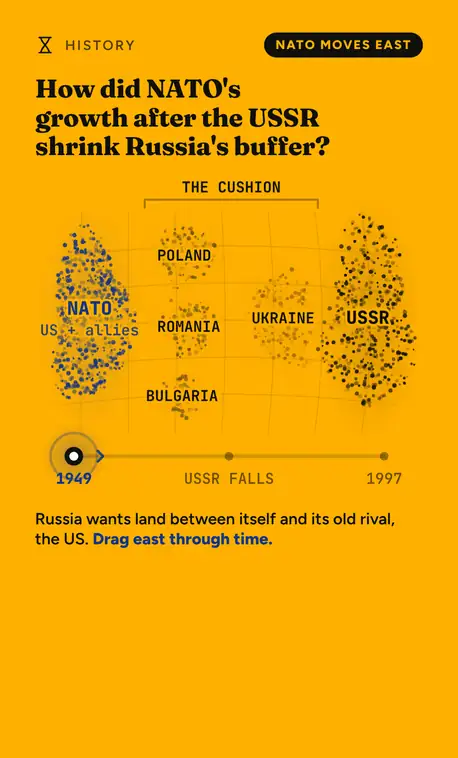 HISTORY
NATO MOVES EAST
How did NATO's
growth after the USSR
shrink Russia's buffer?
THE CUSHION
POLAND
NATO
US + allies
ROMANIA
UKRAINE
USSR
BULGARIA
1949
USSR FALLS
1997
Russia wants land between itself and its old rival,
the US. Drag east through time.